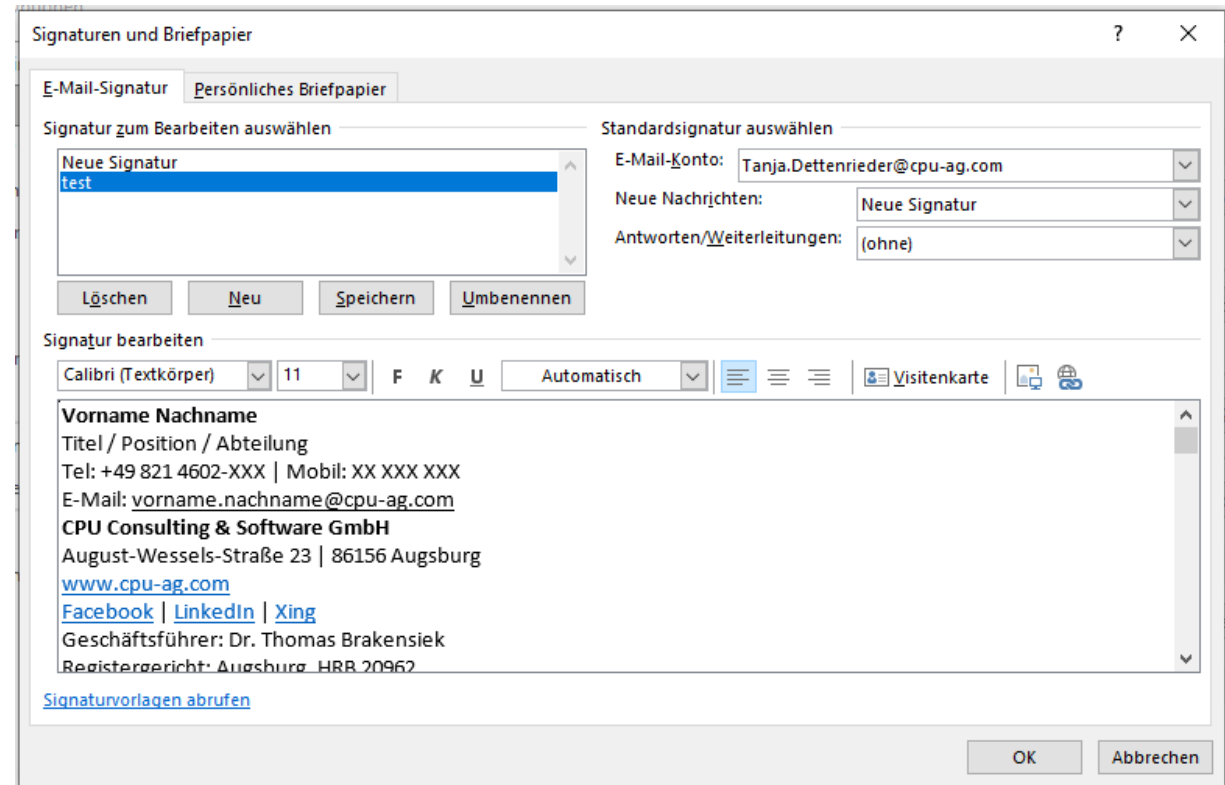 Signaturen und Briefpapier
?
E-Mail-Signatur
Persönliches Briefpapier
Signatur zum Bearbeiten auswählen
Neue Signatur
test
Löschen
Neu
Speichern
Umbenennen
Standardsignatur auswählen
E-Mail-Konto:
Tanja.Dettenrieder@cpu-ag.com
Neue Nachrichten:
Neue Signatur
Antworten/Weiterleitungen:
(ohne)
Signatur bearbeiten
Calibri (Textkörper)
11
F
K
U
Automatisch
Visitenkarte
Vorname Nachname
Titel / Position / Abteilung
Tel: +49 821 4602-XXX | Mobil: XX XXX XXX
E-Mail: vorname.nachname@cpu-ag.com
CPU Consulting & Software GmbH
August-Wessels-Straße 23 | 86156 Augsburg
www.cpu-ag.com
Facebook | LinkedIn | Xing
Geschäftsführer: Dr. Thomas Brakensiek
Registergericht: Augsburg, HRB 20962
Signaturvorlagen abrufen
OK
Abbrechen